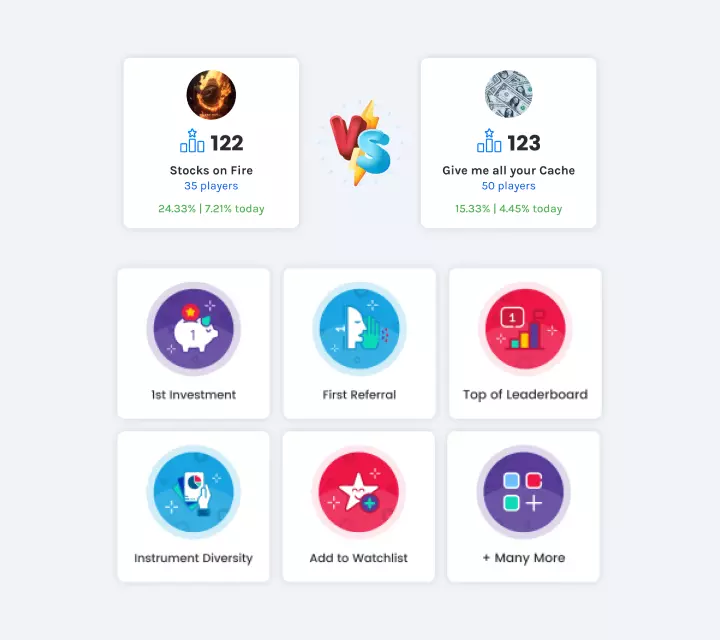 122
Stocks on Fire
35 players
24.33% | 7.21% today
VS
123
Give me all your Cache
50 players
15.33% | 4.45% today
1
1st Investment
First Referral
1
Top of Leaderboard
Instrument Diversity
Add to Watchlist
+ Many More